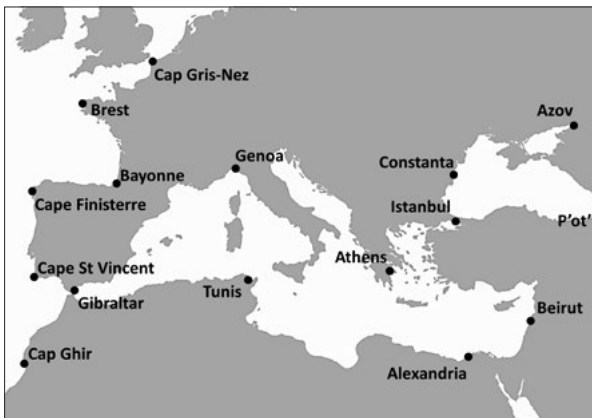 Cap Gris-Nez
Brest
Azov
Genoa
Constanta
Bayonne
Cape Finisterre
Istanbul
P'ot'
Athens
Cape St Vincent
Tunis
Gibraltar
Beirut
Cap Ghir
Alexandria